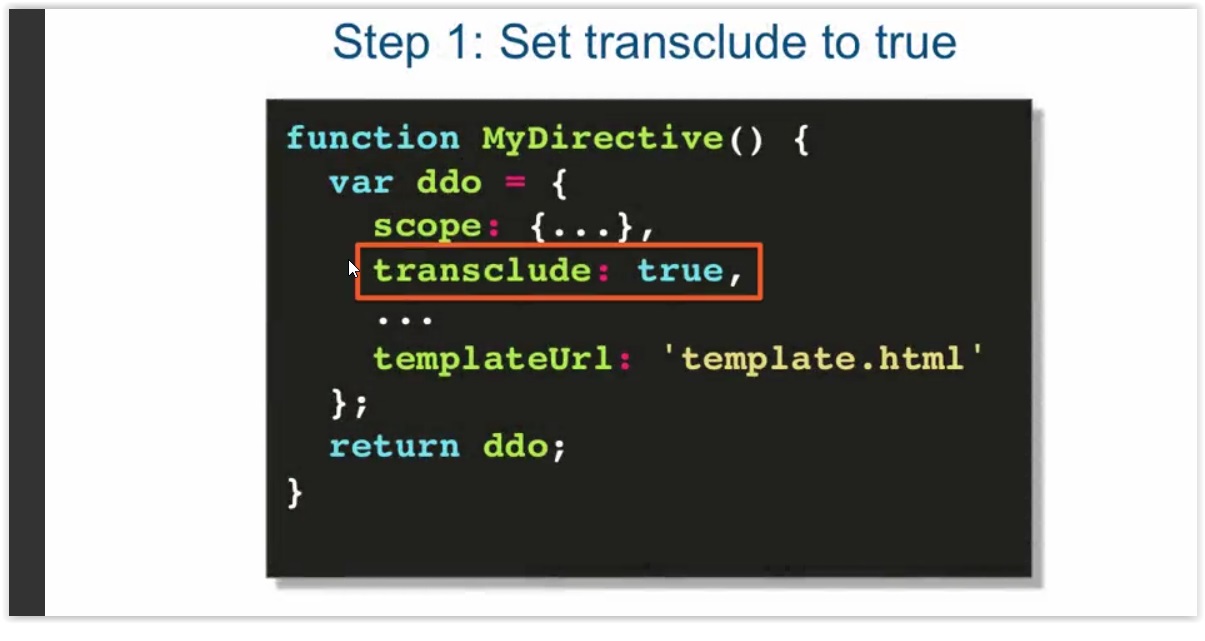 Step 1: Set transclude to true
function MyDirective() {
  var ddo = {
    scope: {...},
    transclude: true,
    ...
    templateUrl: 'template.html'
  };
  return ddo;
}